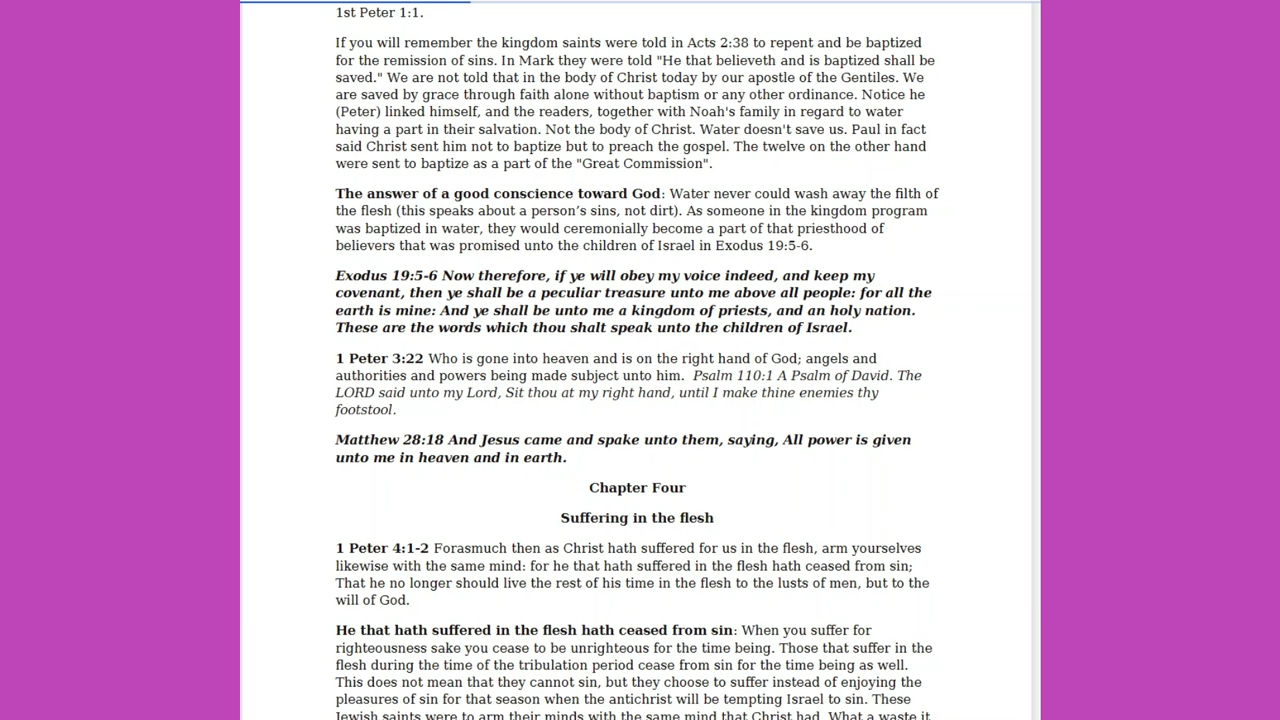 1st Peter 1:1.
If you will remember the kingdom saints were told in Acts 2:38 to repent and be baptized
for the remission of sins. In Mark they were told "He that believeth and is baptized shall be
saved." We are not told that in the body of Christ today by our apostle of the Gentiles. We
are saved by grace through faith alone without baptism or any other ordinance. Notice he
(Peter) linked himself, and the readers, together with Noah's family in regard to water
having a part in their salvation. Not the body of Christ. Water doesn't save us. Paul in fact
said Christ sent him not to baptize but to preach the gospel. The twelve on the other hand
were sent to baptize as a part of the "Great Commission".
The answer of a good conscience toward God: Water never could wash away the filth of
the flesh (this speaks about a person’s sins, not dirt). As someone in the kingdom program
was baptized in water, they would ceremonially become a part of that priesthood of
believers that was promised unto the children of Israel in Exodus 19:5-6.
Exodus 19:5-6 Now therefore, if ye will obey my voice indeed, and keep my
covenant, then ye shall be a peculiar treasure unto me above all people: for all the
earth is mine: And ye shall be unto me a kingdom of priests, and an holy nation.
These are the words which thou shalt speak unto the children of Israel.
1 Peter 3:22 Who is gone into heaven and is on the right hand of God; angels and
authorities and powers being made subject unto him. Psalm 110:1 A Psalm of David. The
LORD said unto my Lord, Sit thou at my right hand, until I make thine enemies thy
footstool.
Matthew 28:18 And Jesus came and spake unto them, saying, All power is given
unto me in heaven and in earth.
Chapter Four
Suffering in the flesh
1 Peter 4:1-2 Forasmuch then as Christ hath suffered for us in the flesh, arm yourselves
likewise with the same mind: for he that hath suffered in the flesh hath ceased from sin;
That he no longer should live the rest of his time in the flesh to the lusts of men, but to the
will of God.
He that hath suffered in the flesh hath ceased from sin: When you suffer for
righteousness sake you cease to be unrighteous for the time being. Those that suffer in the
flesh during the time of the tribulation period cease from sin for the time being as well.
This does not mean that they cannot sin, but they choose to suffer instead of enjoying the
pleasures of sin for that season when the antichrist will be tempting Israel to sin. These
Jewish saints were to arm their minds with the same mind that Christ had. What a waste it